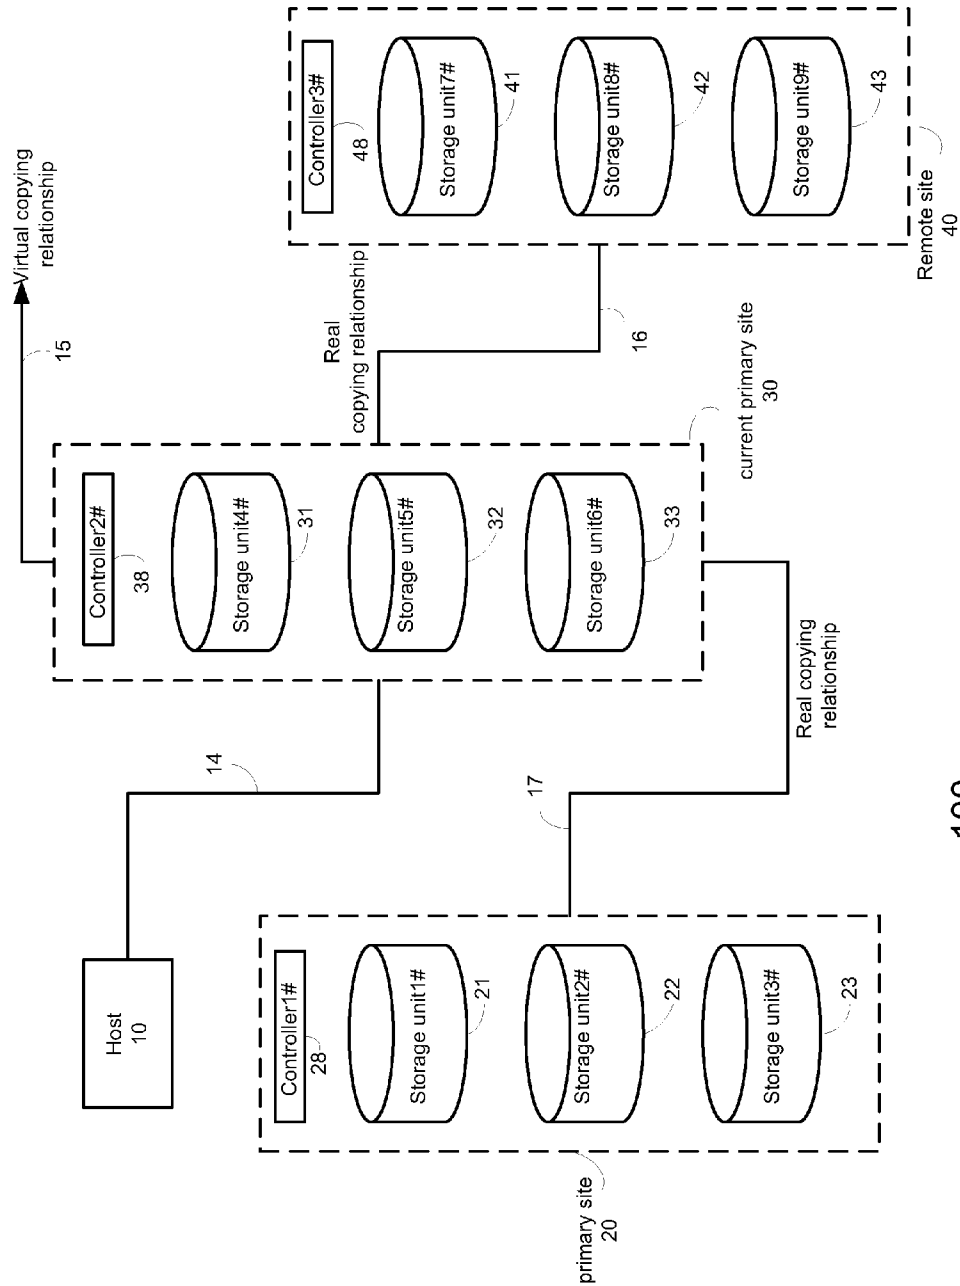 Host
10
14
Virtual copying
relationship
15
primary site
20
Controller1#
28
Storage unit1#
21
Storage unit2#
22
Storage unit3#
23
17
Real copying
relationship
Controller2#
38
Storage unit4#
31
Storage unit5#
32
Storage unit6#
33
current primary site
30
Real
copying relationship
16
Controller3#
48
Storage unit7#
41
Storage unit8#
42
Storage unit9#
43
Remote site
40